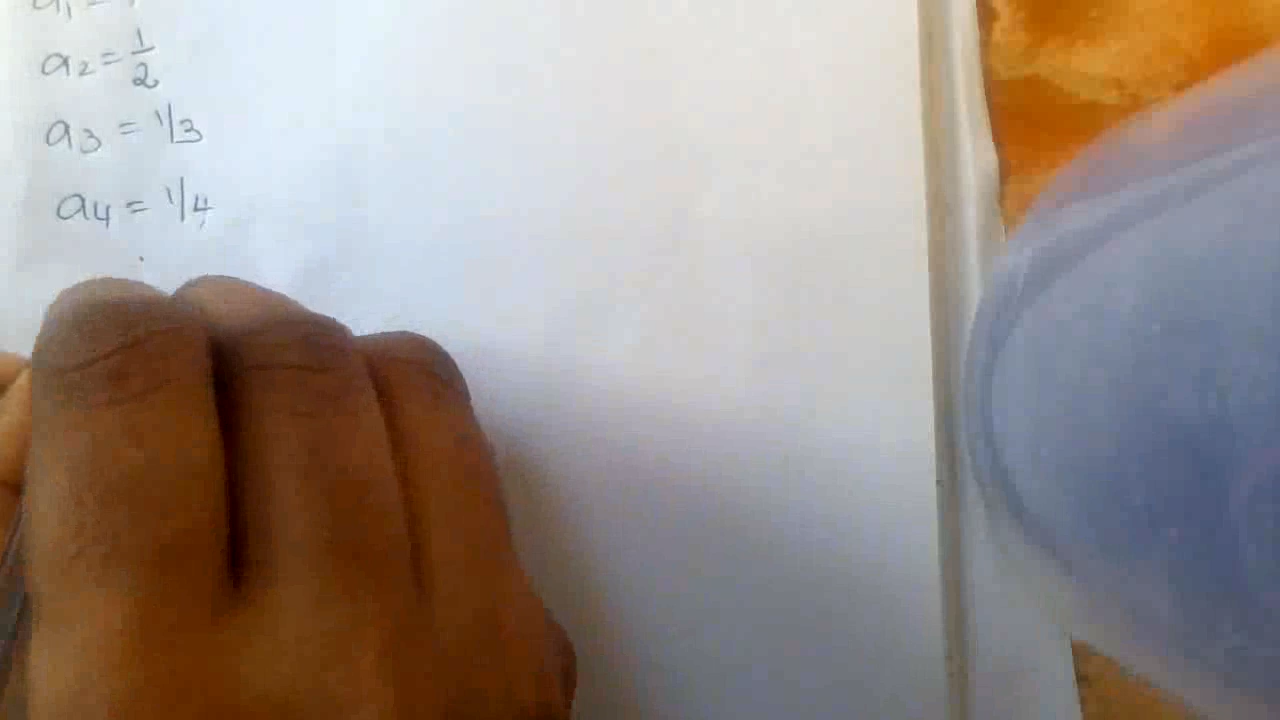 a₂ = 1/2
a₃ = 1/3
a₄ = 1/4